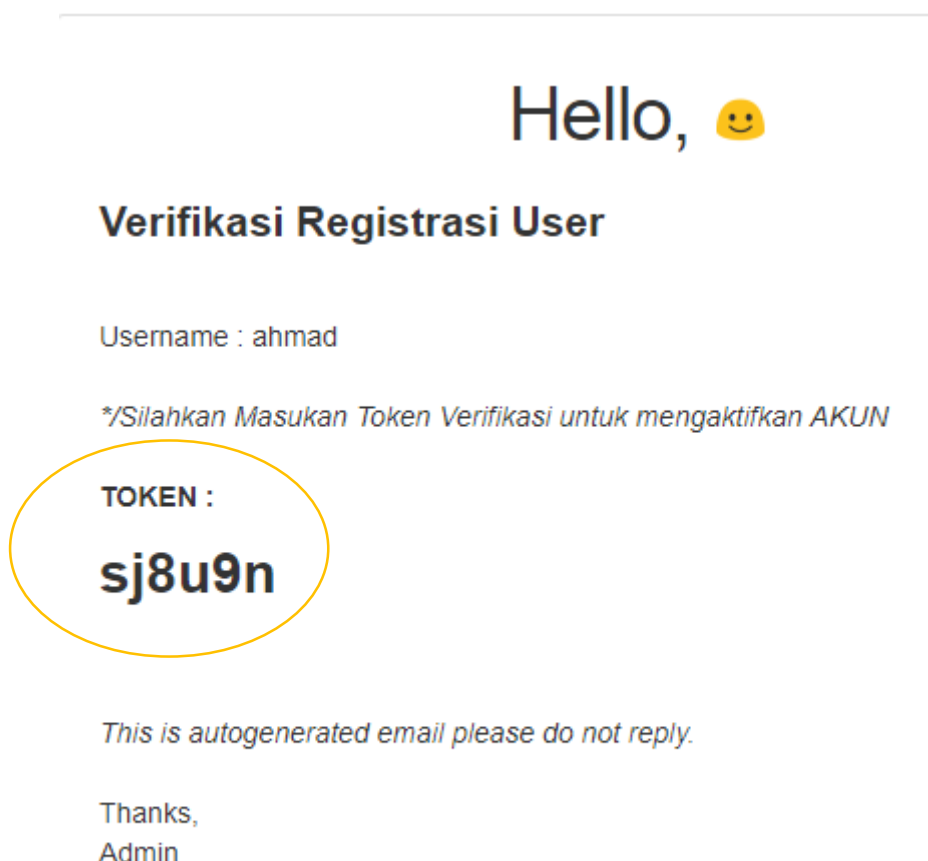 Hello, 🙂
Verifikasi Registrasi User
Username : ahmad
*/Silahkan Masukan Token Verifikasi untuk mengaktifkan AKUN
TOKEN :
sj8u9n
This is autogenerated email please do not reply.
Thanks,
Admin